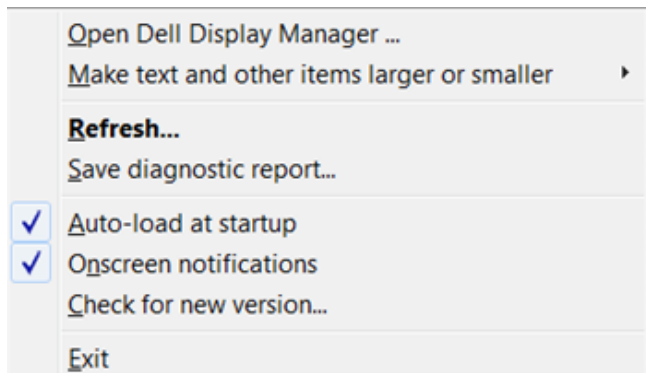 Open Dell Display Manager ...
Make text and other items larger or smaller
Refresh...
Save diagnostic report...
Auto-load at startup
Onscreen notifications
Check for new version...
Exit